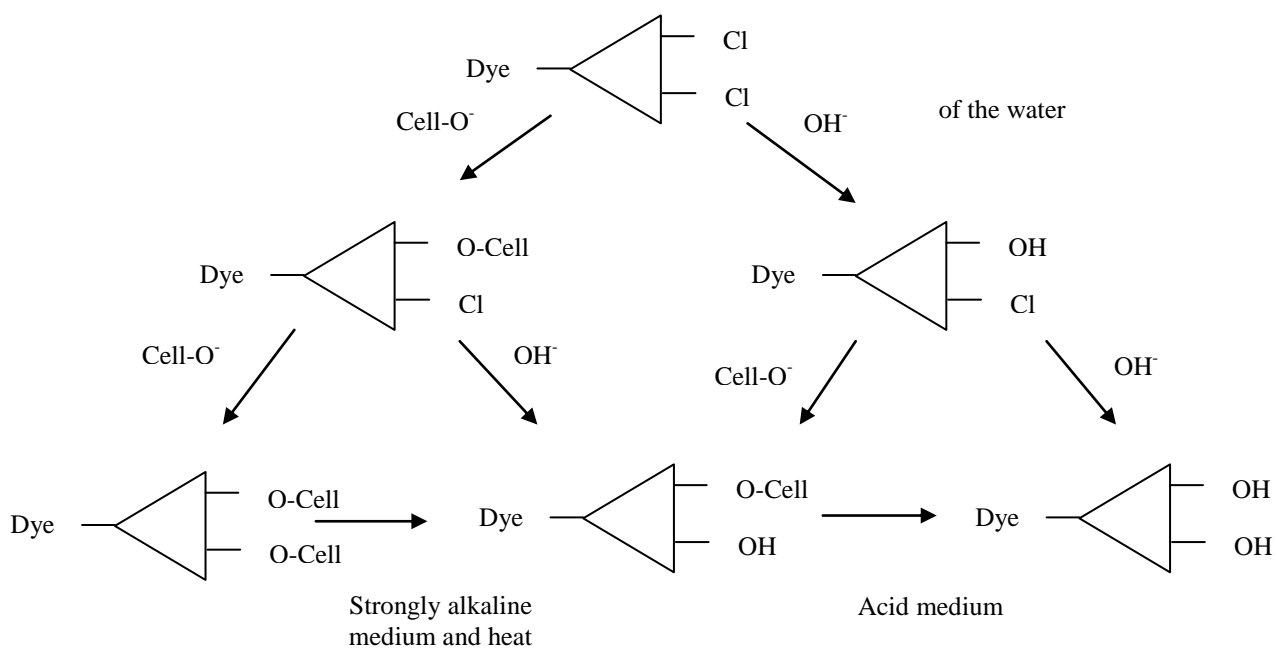 Cl
Dye
Cl
of the water
Cell-O⁻
OH⁻
O-Cell
Dye
Cl
OH
Dye
Cl
Cell-O⁻
OH⁻
Cell-O⁻
OH⁻
O-Cell
Dye
O-Cell
O-Cell
Dye
OH
OH
Dye
OH
Strongly alkaline
medium and heat
Acid medium